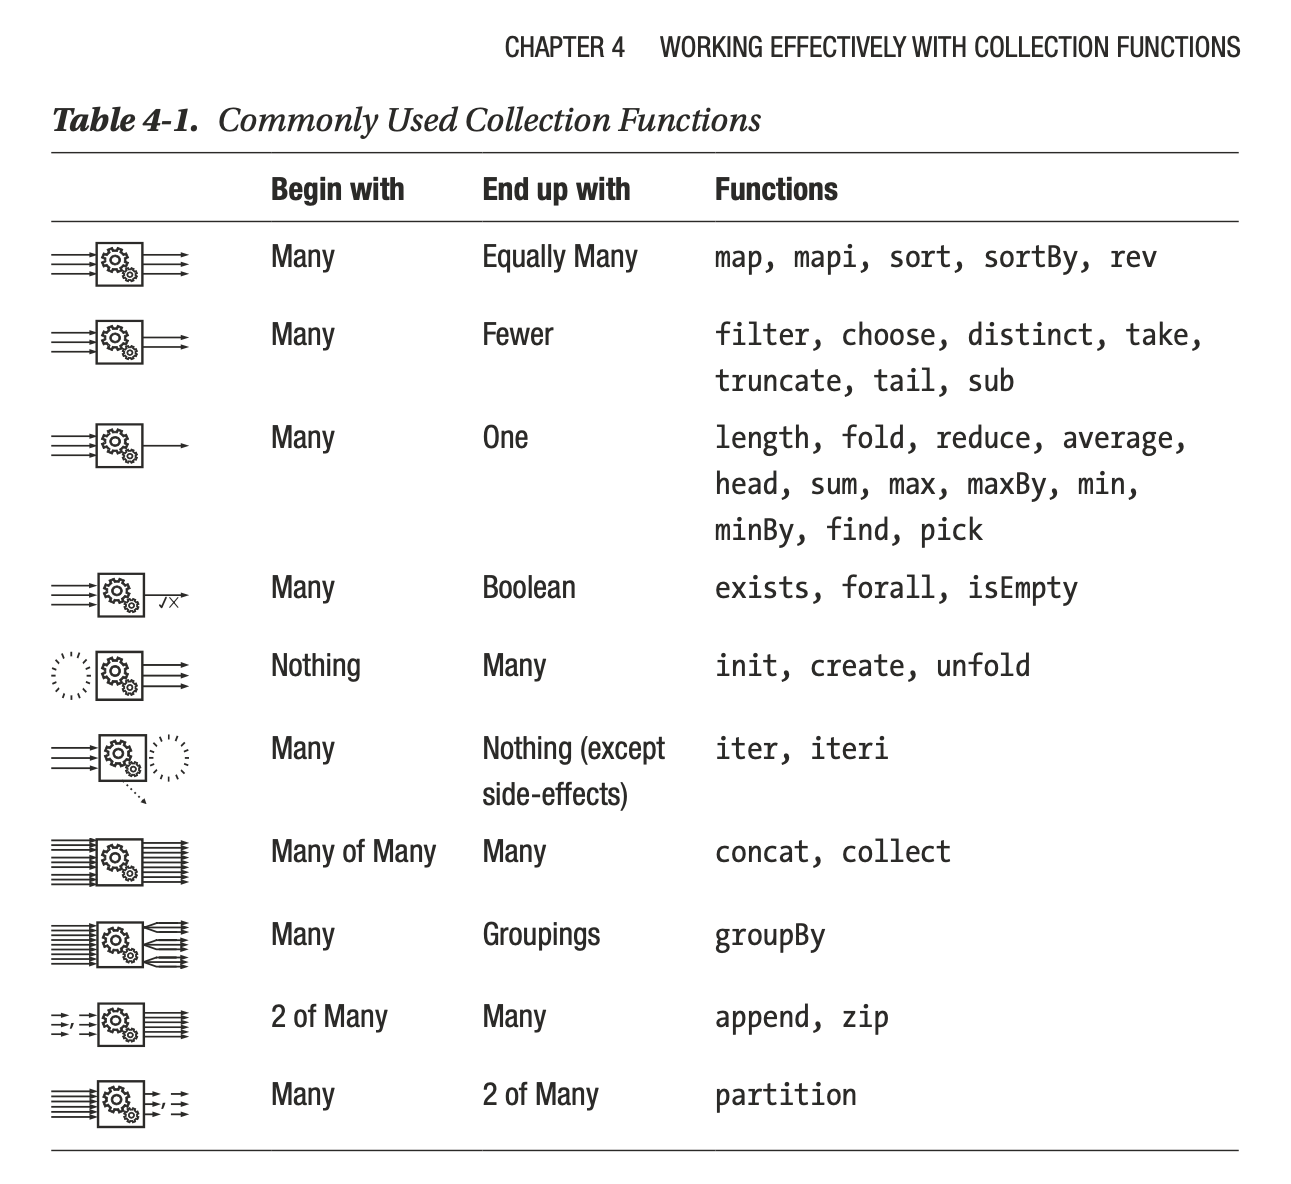 CHAPTER 4 WORKING EFFECTIVELY WITH COLLECTION FUNCTIONS
Table 4-1. Commonly Used Collection Functions
Begin with End up with Functions
Many Equally Many map, mapi, sort, sortBy, rev
Many Fewer filter, choose, distinct, take,
truncate, tail, sub
Many One length, fold, reduce, average,
head, sum, max, maxBy, min,
minBy, find, pick
Many Boolean exists, forall, isEmpty
Nothing Many init, create, unfold
Many Nothing (except iter, iteri
side-effects)
Many of Many Many concat, collect
Many Groupings groupBy
2 of Many Many append, zip
Many 2 of Many partition